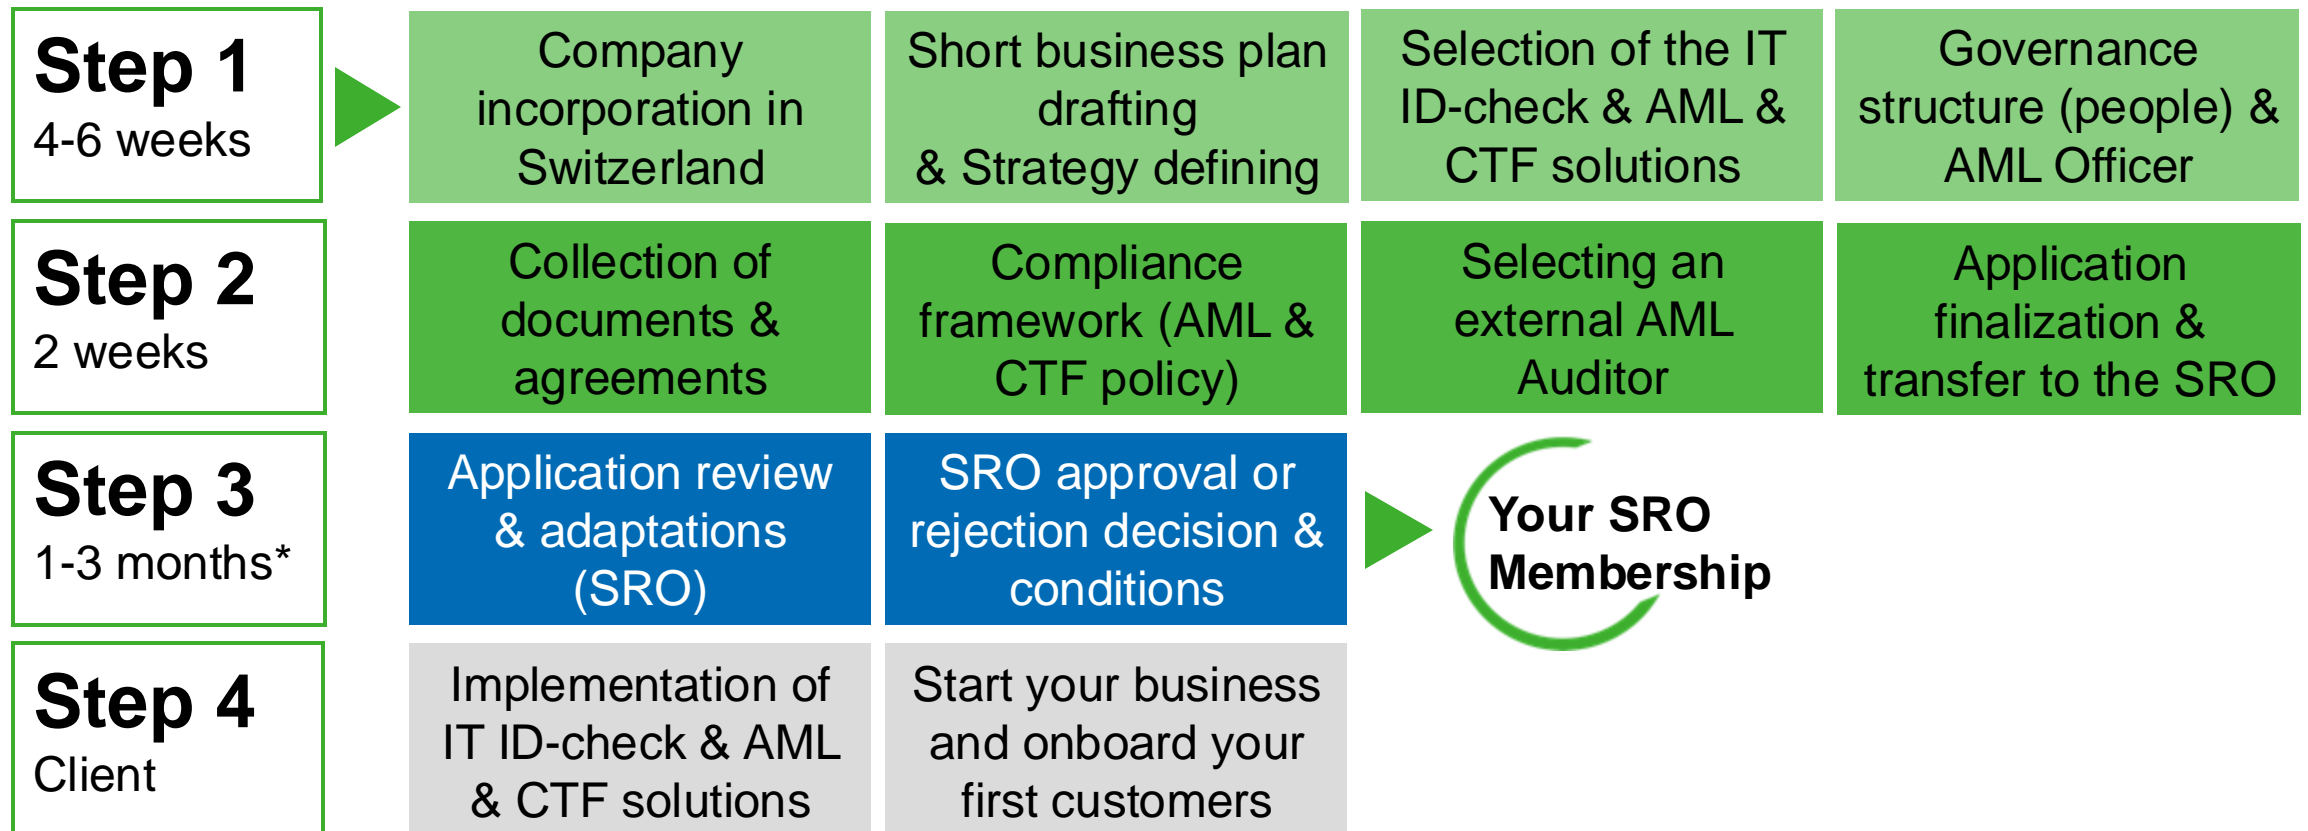 Step 1
4-6 weeks
Company
incorporation in
Switzerland
Short business plan
drafting
& Strategy defining
Selection of the IT
ID-check & AML &
CTF solutions
Governance
structure (people) &
AML Officer
Step 2
2 weeks
Collection of
documents &
agreements
Compliance
framework (AML &
CTF policy)
Selecting an
external AML
Auditor
Application
finalization &
transfer to the SRO
Step 3
1-3 months*
Application review
& adaptations
(SRO)
SRO approval or
rejection decision &
conditions
Your SRO
Membership
Step 4
Client
Implementation of
IT ID-check & AML
& CTF solutions
Start your business
and onboard your
first customers